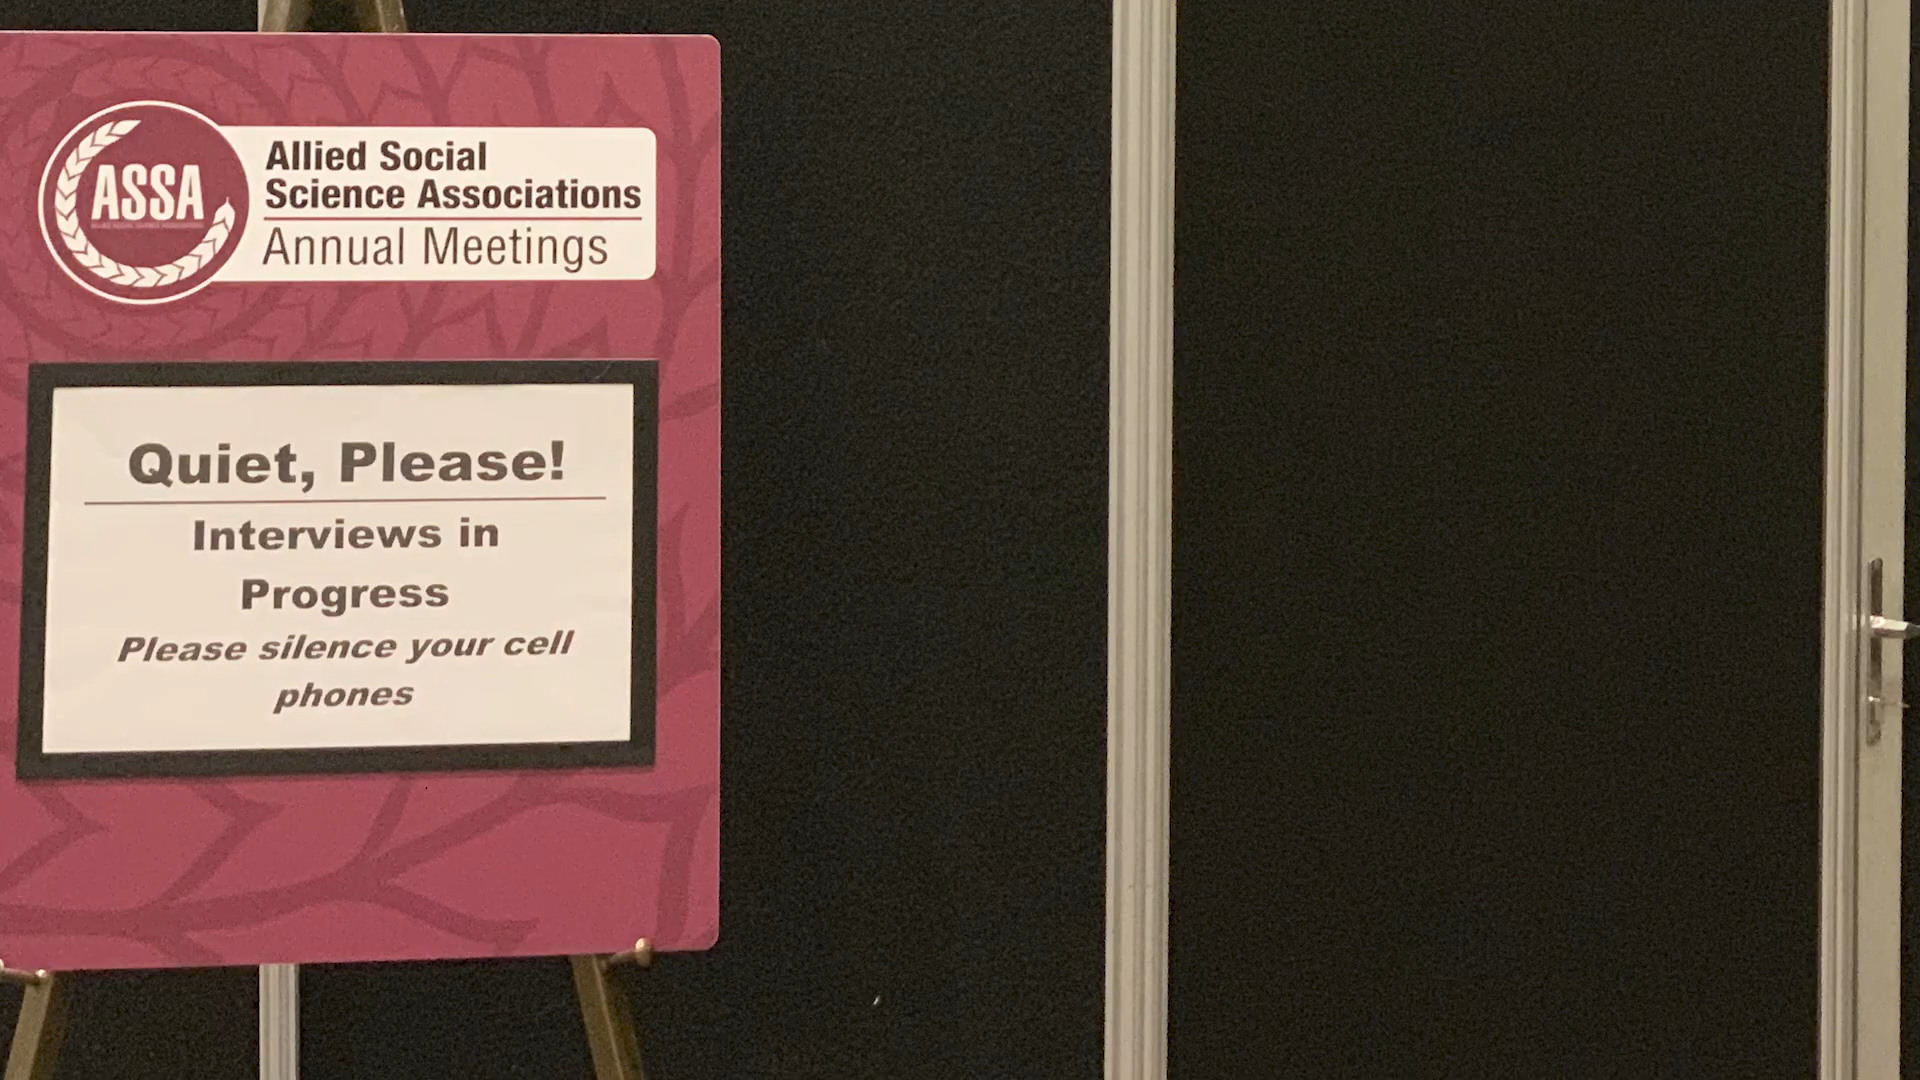 ASSA
Allied Social
Science Associations
Annual Meetings
Quiet, Please!
Interviews in
Progress
Please silence your cell
phones